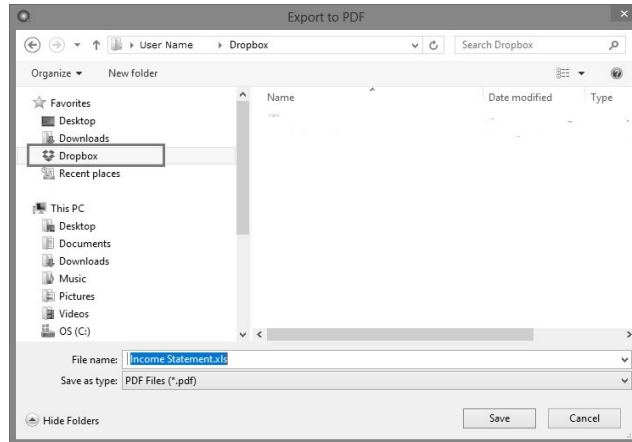 Export to PDF
User Name Dropbox Search Dropbox
Organize New folder
Favorites
Desktop
Downloads
Dropbox
Recent places
This PC
Desktop
Documents
Downloads
Music
Pictures
Videos
OS (C:)
Name Date modified Type
File name: Income Statement.xls
Save as type: PDF Files (*.pdf)
Hide Folders Save Cancel